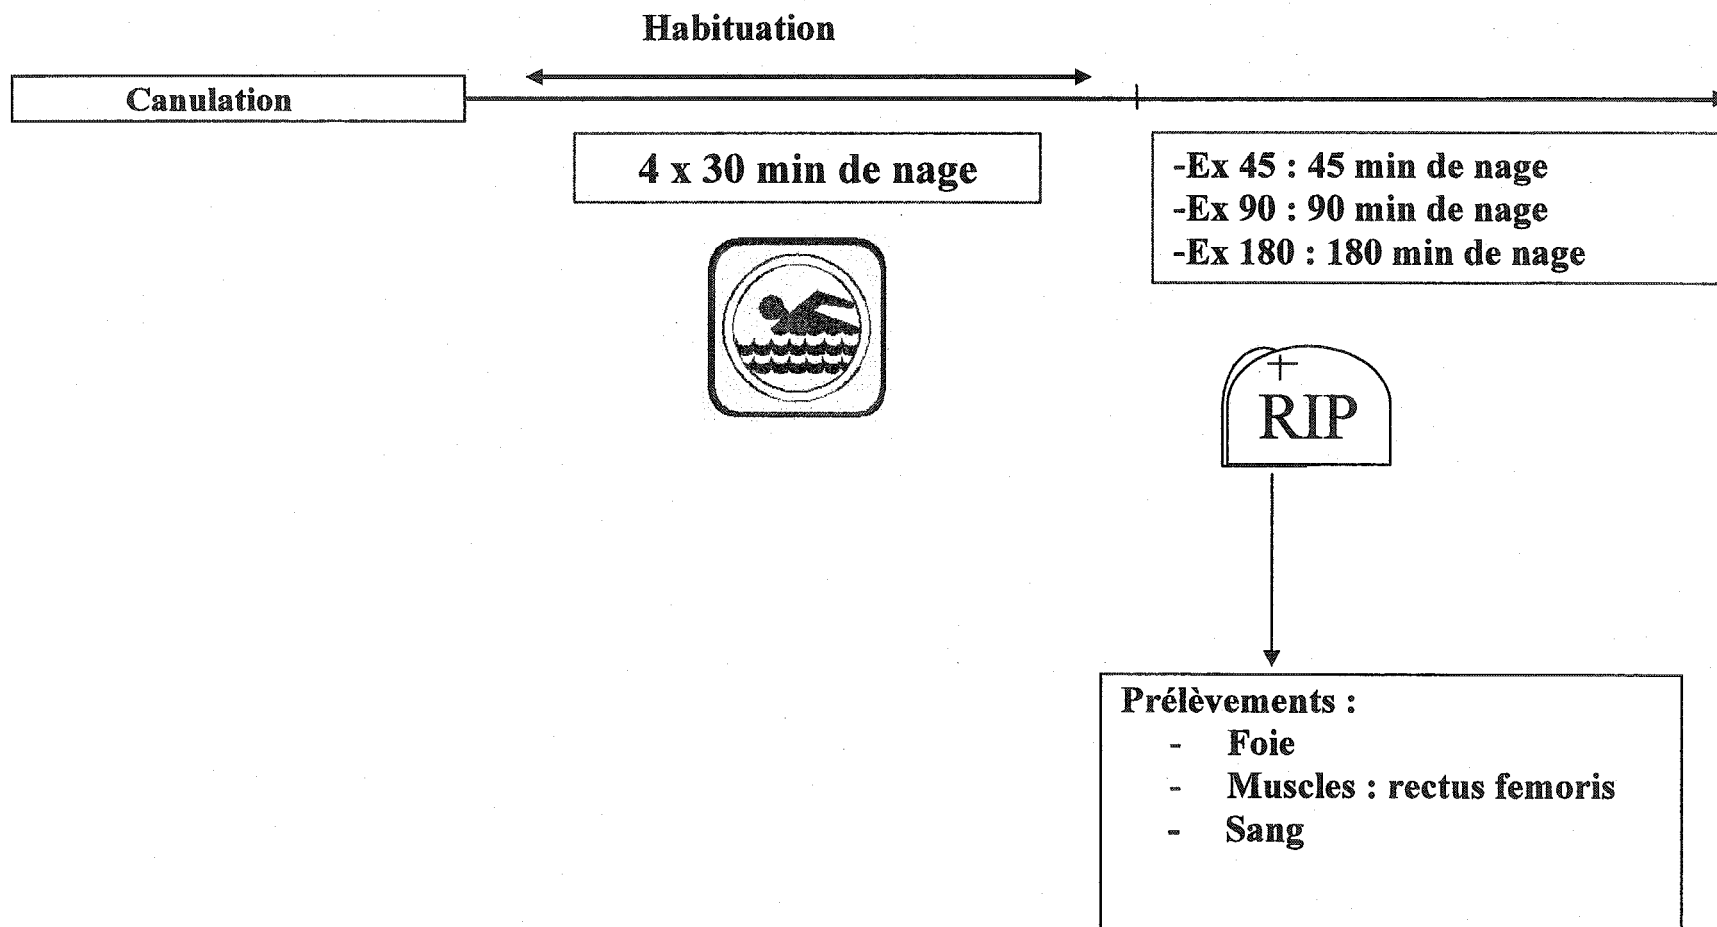 Habituation
Canulation
4 x 30 min de nage
-Ex 45 : 45 min de nage
-Ex 90 : 90 min de nage
-Ex 180 : 180 min de nage
RIP
Prélèvements :
- Foie
- Muscles : rectus femoris
- Sang